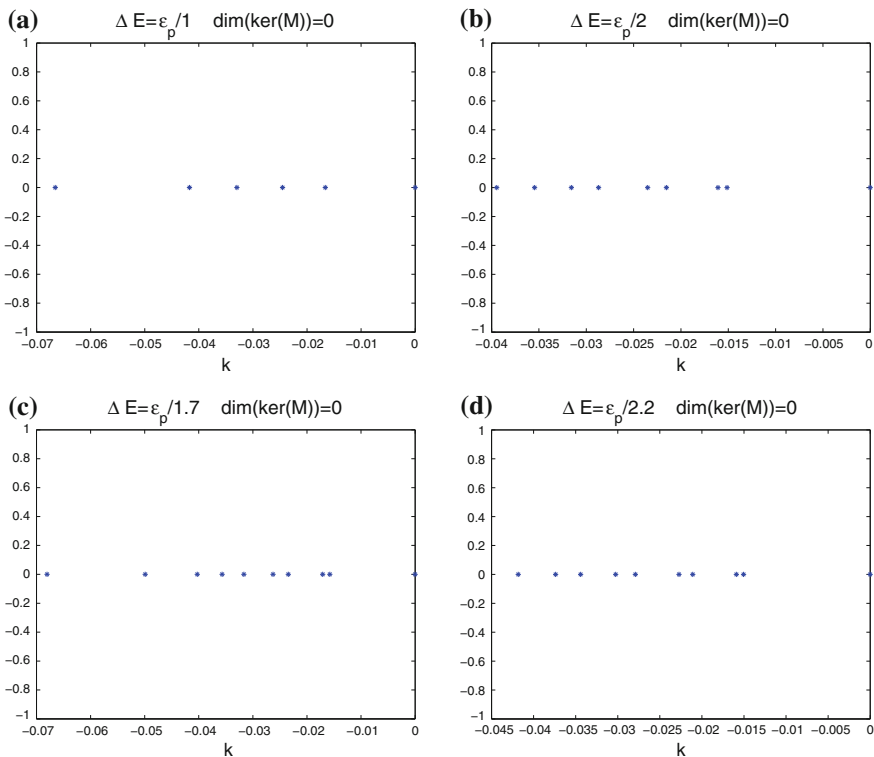 (a)
Δ E=ε_p/1 dim(ker(M))=0
1
0.8
0.6
0.4
0.2
0
−0.2
−0.4
−0.6
−0.8
−1
−0.07 −0.06 −0.05 −0.04 −0.03 −0.02 −0.01 0
k
(b)
Δ E=ε_p/2 dim(ker(M))=0
1
0.8
0.6
0.4
0.2
0
−0.2
−0.4
−0.6
−0.8
−1
−0.04 −0.035 −0.03 −0.025 −0.02 −0.015 −0.01 −0.005 0
k
(c)
Δ E=ε_p/1.7 dim(ker(M))=0
1
0.8
0.6
0.4
0.2
0
−0.2
−0.4
−0.6
−0.8
−1
−0.07 −0.06 −0.05 −0.04 −0.03 −0.02 −0.01 0
k
(d)
Δ E=ε_p/2.2 dim(ker(M))=0
1
0.8
0.6
0.4
0.2
0
−0.2
−0.4
−0.6
−0.8
−1
−0.045 −0.04 −0.035 −0.03 −0.025 −0.02 −0.015 −0.01 −0.005 0
k